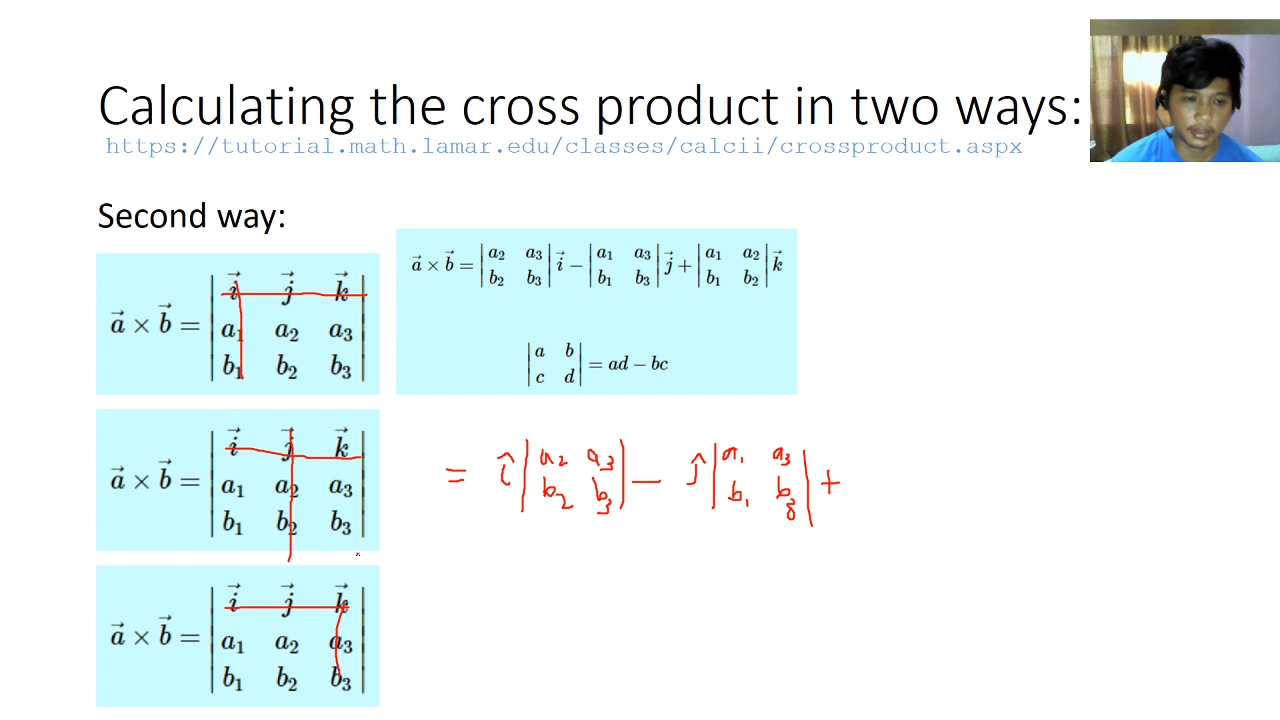 Calculating the cross product in two ways:
https://tutorial.math.lamar.edu/classes/calcii/crossproduct.aspx
Second way:
a⃗ × b⃗ = | i⃗ j⃗ k⃗ |
| a₁ a₂ a₃ |
| b₁ b₂ b₃ |
a⃗ × b⃗ = | a₂ a₃ | i⃗ − | a₁ a₃ | j⃗ + | a₁ a₂ | k⃗
| b₂ b₃ | | b₁ b₃ | | b₁ b₂ |
| a b | = ad − bc
| c d |
a⃗ × b⃗ = | i⃗ j⃗ k⃗ |
| a₁ a₂ a₃ |
| b₁ b₂ b₃ |
= î | a₂ a₃ | − ĵ | a₁ a₃ | +
| b₂ b₃ | | b₁ b₃ |
a⃗ × b⃗ = | i⃗ j⃗ k⃗ |
| a₁ a₂ a₃ |
| b₁ b₂ b₃ |